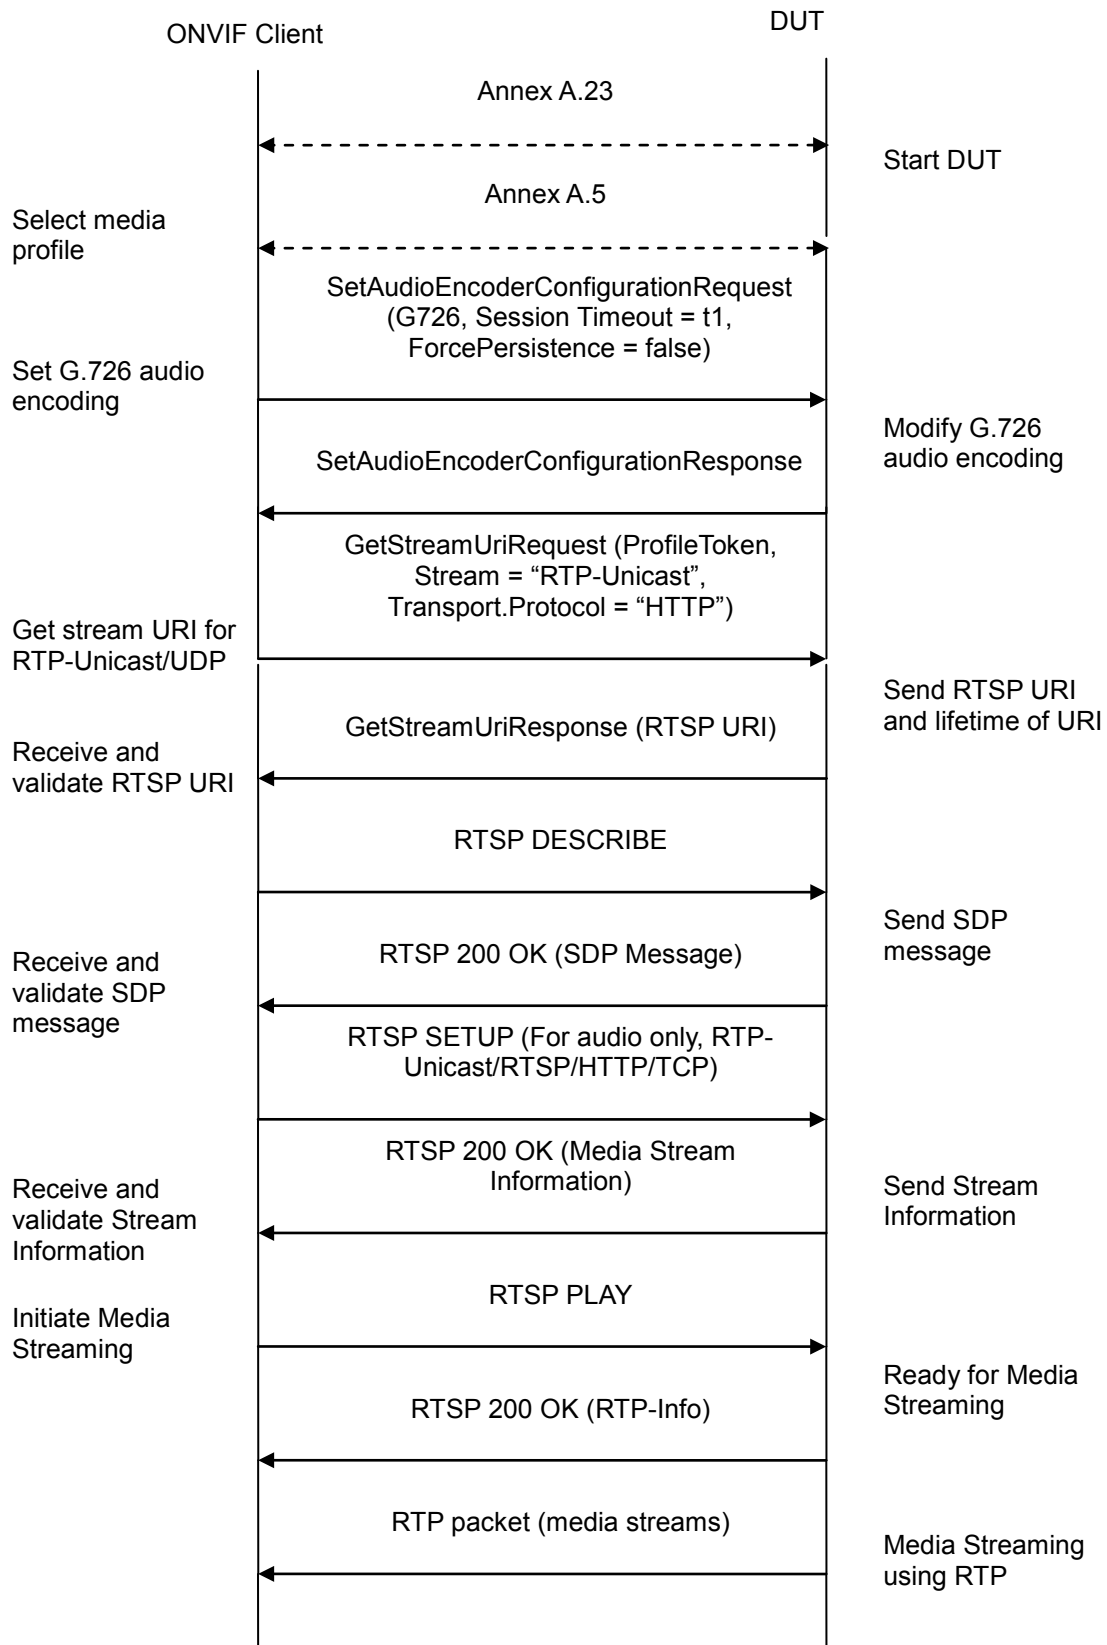 ONVIF Client
DUT
Annex A.23
Start DUT
Annex A.5
Select media
profile
SetAudioEncoderConfigurationRequest
(G726, Session Timeout = t1,
ForcePersistence = false)
Set G.726 audio
encoding
Modify G.726
audio encoding
SetAudioEncoderConfigurationResponse
GetStreamUriRequest (ProfileToken,
Stream = “RTP-Unicast”,
Transport.Protocol = “HTTP”)
Get stream URI for
RTP-Unicast/UDP
Send RTSP URI
and lifetime of URI
GetStreamUriResponse (RTSP URI)
Receive and
validate RTSP URI
RTSP DESCRIBE
Send SDP
message
RTSP 200 OK (SDP Message)
Receive and
validate SDP
message
RTSP SETUP (For audio only, RTP-
Unicast/RTSP/HTTP/TCP)
RTSP 200 OK (Media Stream
Information)
Receive and
validate Stream
Information
Send Stream
Information
RTSP PLAY
Initiate Media
Streaming
Ready for Media
Streaming
RTSP 200 OK (RTP-Info)
RTP packet (media streams)
Media Streaming
using RTP